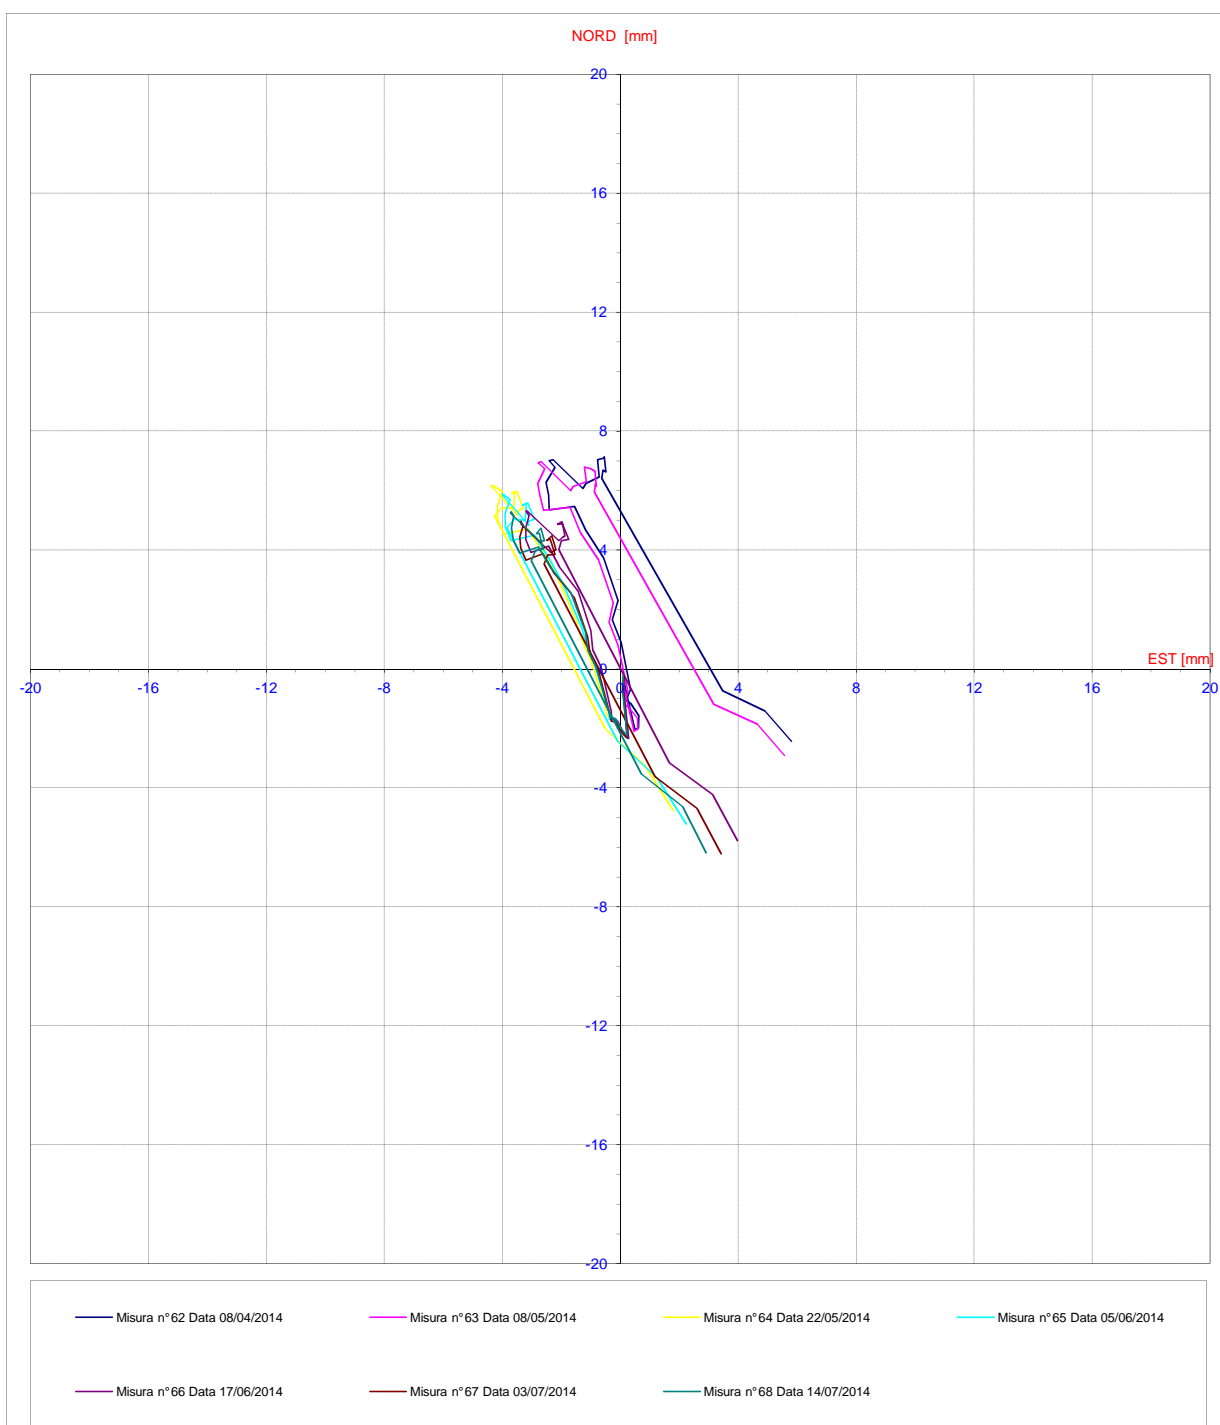 NORD [mm]
20
16
12
8
4
EST [mm]
0
-20 -16 -12 -8 -4 0 4 8 12 16 20
-4
-8
-12
-16
-20
Misura n°62 Data 08/04/2014 Misura n°63 Data 08/05/2014 Misura n°64 Data 22/05/2014 Misura n°65 Data 05/06/2014
Misura n°66 Data 17/06/2014 Misura n°67 Data 03/07/2014 Misura n°68 Data 14/07/2014